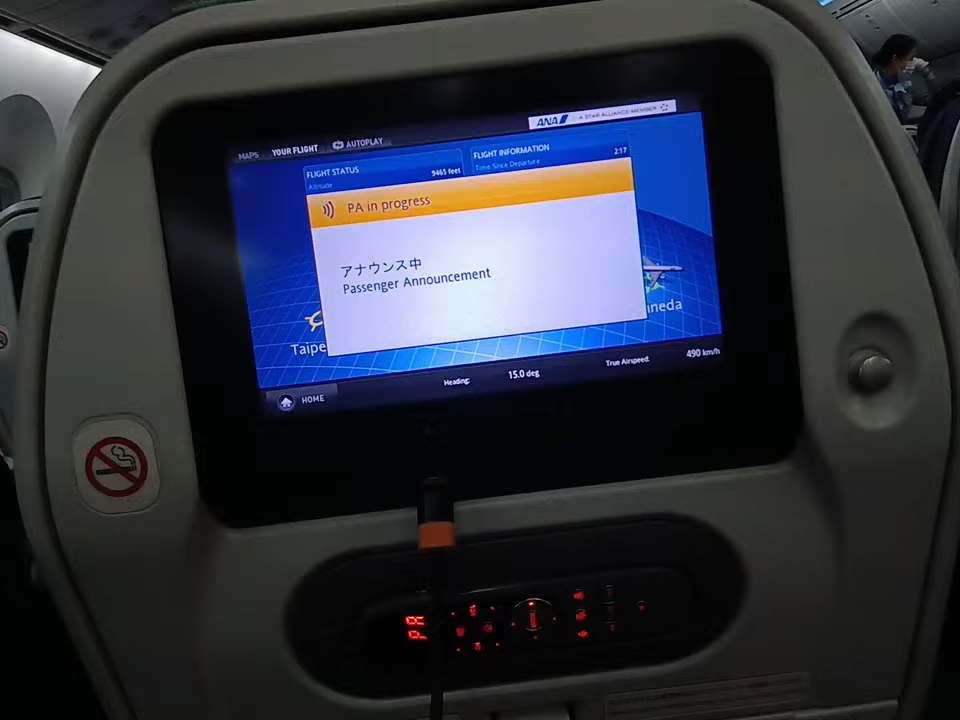 ANA A STAR ALLIANCE MEMBER
MAPS YOUR FLIGHT AUTOPLAY
FLIGHT STATUS
Altitude 9465 feet
FLIGHT INFORMATION
Time Since Departure 2:17
PA in progress
アナウンス中
Passenger Announcement
Taipe
neda
Heading: 15.0 deg True Airspeed: 490 km/h
HOME
PA